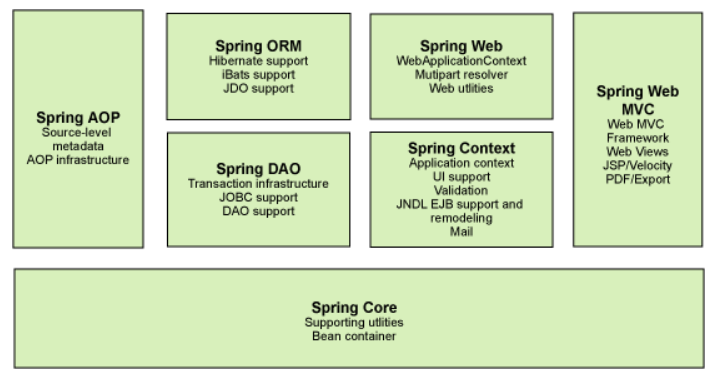 Spring AOP
Source-level
metadata
AOP infrastructure
Spring ORM
Hibernate support
iBats support
JDO support
Spring DAO
Transaction infrastructure
JOBC support
DAO support
Spring Web
WebApplicationContext
Mutipart resolver
Web utlities
Spring Context
Application context
UI support
Validation
JNDL EJB support and
remodeling
Mail
Spring Web
MVC
Web MVC
Framework
Web Views
JSP/Velocity
PDF/Export
Spring Core
Supporting utlities
Bean container